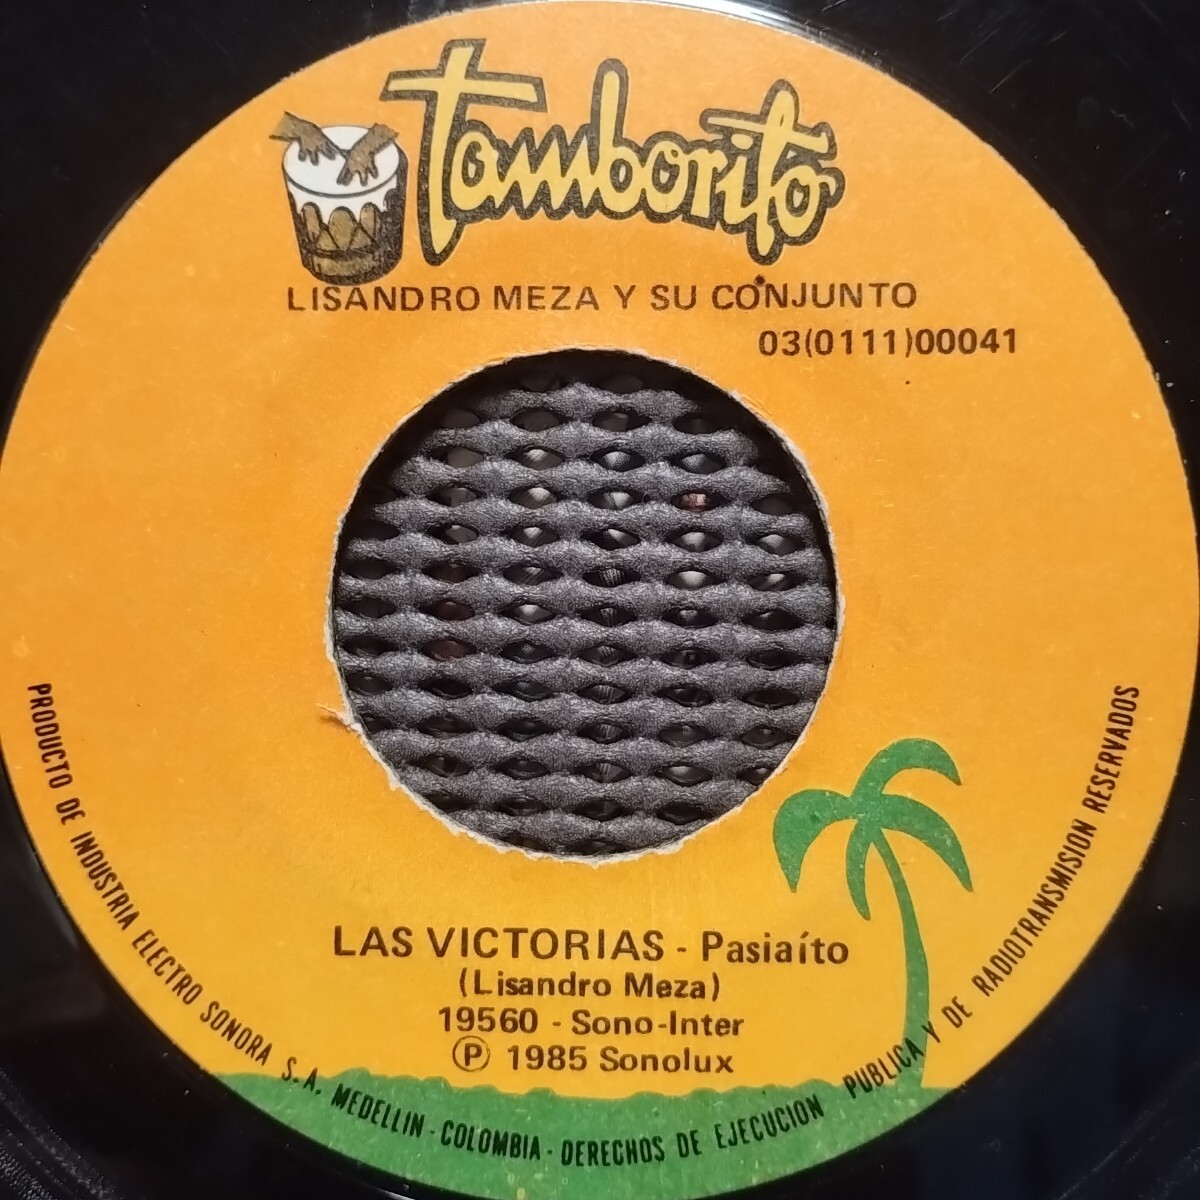 Tamborito
LISANDRO MEZA Y SU CONJUNTO
03(0111)00041
LAS VICTORIAS - Pasiaíto
(Lisandro Meza)
19560 - Sono-Inter
Ⓟ 1985 Sonolux
PRODUCTO DE INDUSTRIA ELECTRO SONORA S.A. MEDELLIN - COLOMBIA - DERECHOS DE EJECUCION PUBLICA Y DE RADIOTRANSMISION RESERVADOS